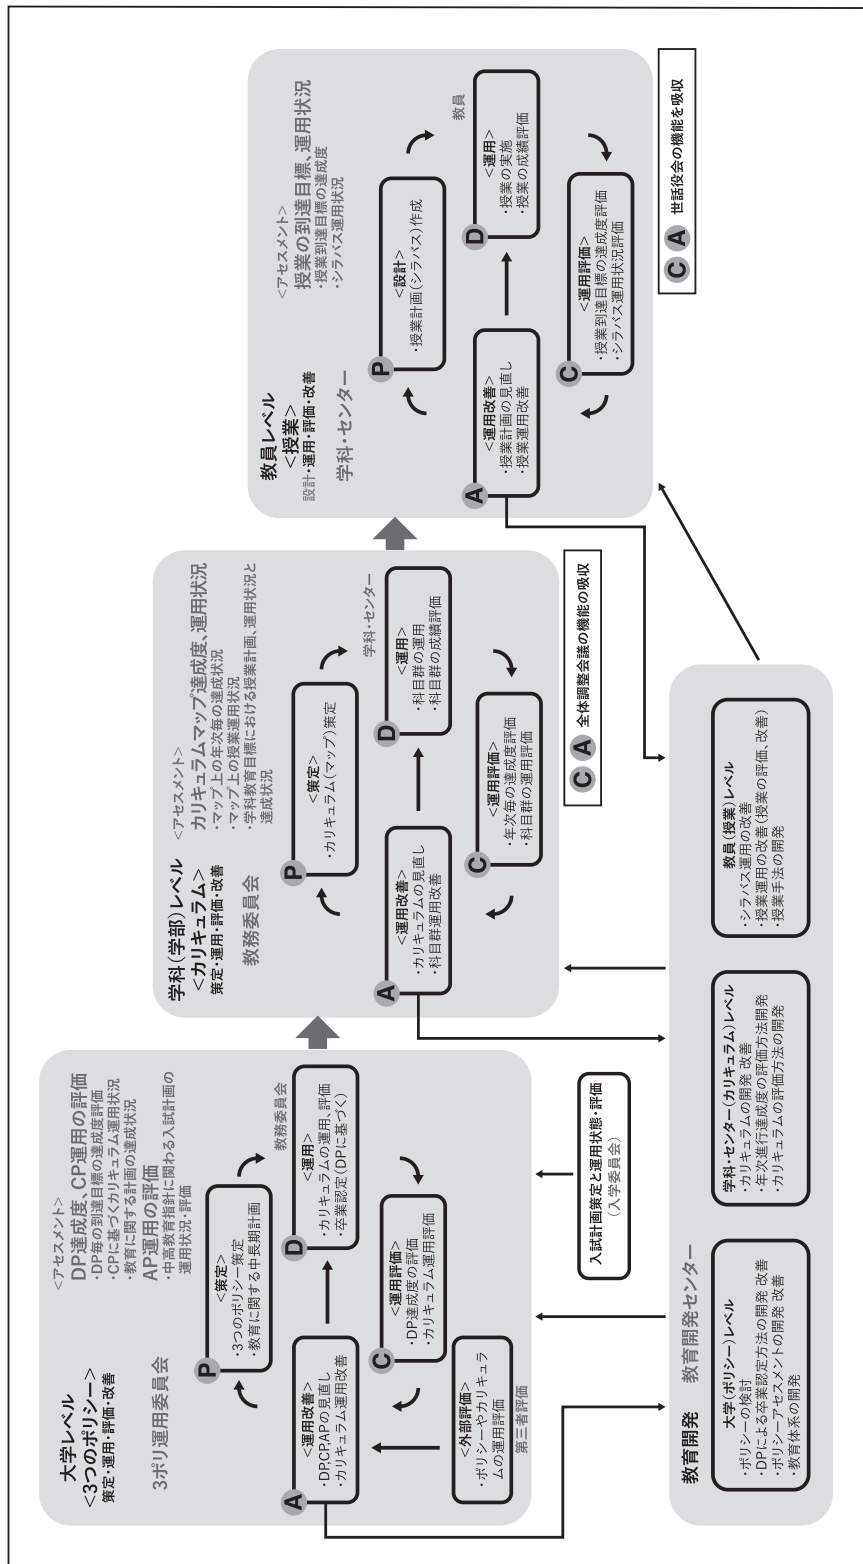 大学レベル
<3つのポリシー>
策定・運用・評価・改善
3ポリ運用委員会
<アセスメント>
DP達成度、CP運用の評価
・DP毎の到達目標の達成度評価
・CPに基づくカリキュラム運用状況
・教育に関する計画の達成状況
AP運用の評価
・中高教育指針に関わる入試計画の
運用状況・評価
P
<策定>
・3つのポリシー策定
・教育に関する中長期計画
教務委員会
D
<運用>
・カリキュラムの運用、評価
・卒業認定(DPに基づく)
A
<運用改善>
・DP,CP,APの見直し
・カリキュラム運用改善
C
<運用評価>
・DP達成度の評価
・カリキュラム運用評価
<外部評価>
・ポリシーやカリキュラ
ムの運用評価
第三者評価
入試計画策定と運用状態・評価
(入学委員会)
学科(学部)レベル
<カリキュラム>
策定・運用・評価・改善
教務委員会
<アセスメント>
カリキュラムマップ達成度、運用状況
・マップ上の年次毎の達成状況
・マップ上の授業運用状況
・学科教育目標における授業計画、運用状況と
達成状況
P
<策定>
・カリキュラム(マップ)策定
学科・センター
D
<運用>
・科目群の運用
・科目群の成績評価
A
<運用改善>
・カリキュラムの見直し
・科目群運用改善
C
<運用評価>
・年次毎の達成度評価
・科目群の運用評価
C A 全体調整会議の機能の吸収
教員レベル
<授業>
設計・運用・評価・改善
学科・センター
<アセスメント>
授業の到達目標、運用状況
・授業到達目標の達成度
・シラバス運用状況
P
<設計>
・授業計画(シラバス)作成
教員
D
<運用>
・授業の実施
・授業の成績評価
A
<運用改善>
・授業計画の見直し
・授業運用改善
C
<運用評価>
・授業到達目標の達成度評価
・シラバス運用状況評価
C A 世話役会の機能を吸収
教育開発 教育開発センター
大学(ポリシー)レベル
・ポリシーの検討
・DPによる卒業認定方法の開発 改善
・ポリシーアセスメントの開発 改善
・教育体系の開発
学科・センター(カリキュラム)レベル
・カリキュラムの開発 改善
・年次進行達成度の評価方法開発
・カリキュラムの評価方法の開発
教員(授業)レベル
・シラバス運用の改善
・授業運用の改善(授業の評価、改善)
・授業手法の開発